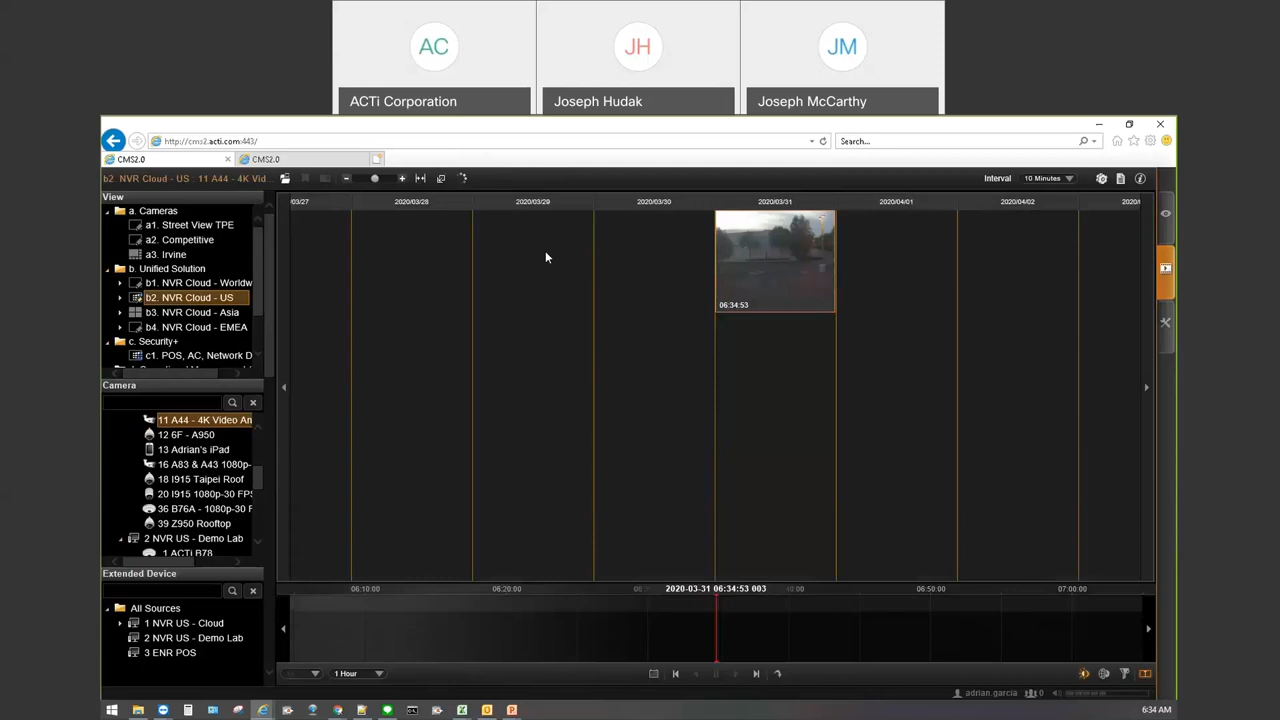 AC
JH
JM
ACTi Corporation
Joseph Hudak
Joseph McCarthy
http://cms2.acti.com:443/
Search...
CMS2.0
CMS2.0
b2. NVR Cloud - US : 11 A44 - 4K Vid...
Interval
10 Minutes
View
a. Cameras
a1. Street View TPE
a2. Competitive
a3. Irvine
b. Unified Solution
b1. NVR Cloud - Worldw
b2. NVR Cloud - US
b3. NVR Cloud - Asia
b4. NVR Cloud - EMEA
c. Security+
c1. POS, AC, Network D
Camera
11 A44 - 4K Video An
12 6F - A950
13 Adrian's iPad
16 A83 & A43 1080p-
18 I915 Taipei Roof
20 I915 1080p-30 FPS
36 B76A - 1080p-30 F
39 Z950 Rooftop
2 NVR US - Demo Lab
1 ACTi B78
Extended Device
All Sources
1 NVR US - Cloud
2 NVR US - Demo Lab
3 ENR POS
/03/27
2020/03/28
2020/03/29
2020/03/30
2020/03/31
2020/04/01
2020/04/02
2020/0
06:34:53
06:10:00
06:20:00
2020-03-31 06:34:53 003
06:50:00
07:00:00
1 Hour
adrian.garcia
0
6:34 AM